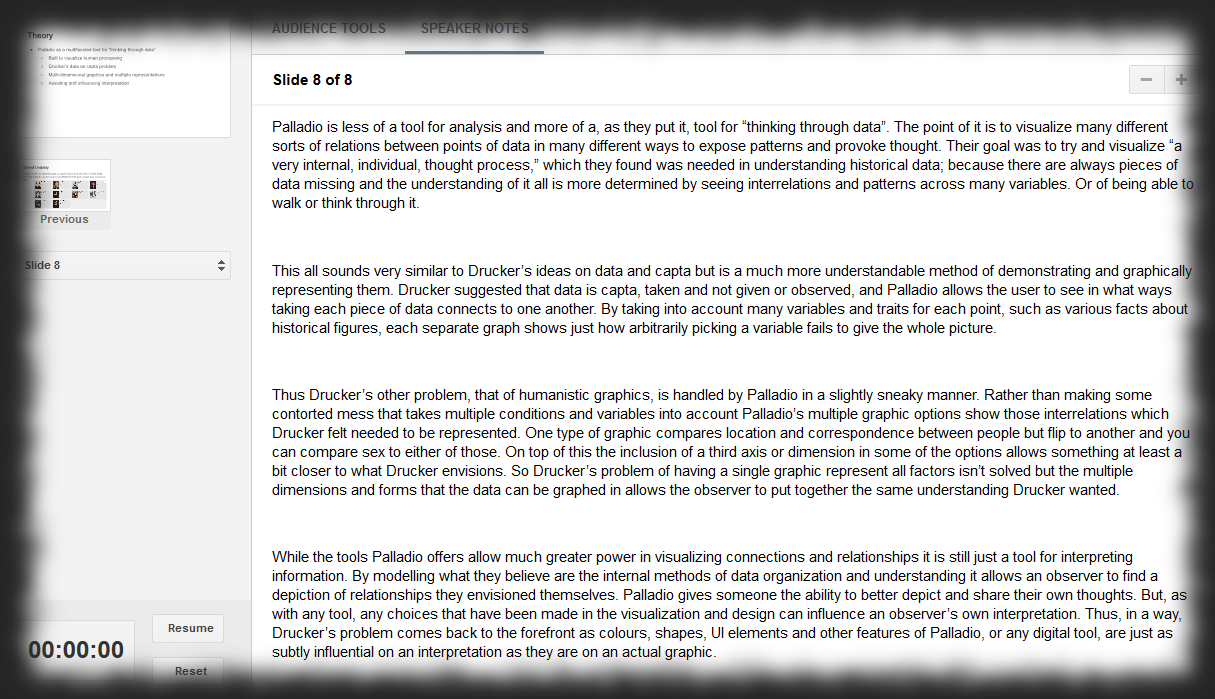 Theory
Palladio as a multifaceted tool for "thinking through data"
Built to visualize human processing
Drucker's data vs capta problem
Multi-dimensional graphics and multiple representations
Assisting and influencing interpretation
Previous
Slide 8
00:00:00
Resume
Reset
AUDIENCE TOOLS
SPEAKER NOTES
Slide 8 of 8
− +
Palladio is less of a tool for analysis and more of a, as they put it, tool for “thinking through data”. The point of it is to visualize many different
sorts of relations between points of data in many different ways to expose patterns and provoke thought. Their goal was to try and visualize “a
very internal, individual, thought process,” which they found was needed in understanding historical data; because there are always pieces of
data missing and the understanding of it all is more determined by seeing interrelations and patterns across many variables. Or of being able to
walk or think through it.
This all sounds very similar to Drucker’s ideas on data and capta but is a much more understandable method of demonstrating and graphically
representing them. Drucker suggested that data is capta, taken and not given or observed, and Palladio allows the user to see in what ways
taking each piece of data connects to one another. By taking into account many variables and traits for each point, such as various facts about
historical figures, each separate graph shows just how arbitrarily picking a variable fails to give the whole picture.
Thus Drucker’s other problem, that of humanistic graphics, is handled by Palladio in a slightly sneaky manner. Rather than making some
contorted mess that takes multiple conditions and variables into account Palladio’s multiple graphic options show those interrelations which
Drucker felt needed to be represented. One type of graphic compares location and correspondence between people but flip to another and you
can compare sex to either of those. On top of this the inclusion of a third axis or dimension in some of the options allows something at least a
bit closer to what Drucker envisions. So Drucker’s problem of having a single graphic represent all factors isn’t solved but the multiple
dimensions and forms that the data can be graphed in allows the observer to put together the same understanding Drucker wanted.
While the tools Palladio offers allow much greater power in visualizing connections and relationships it is still just a tool for interpreting
information. By modelling what they believe are the internal methods of data organization and understanding it allows an observer to find a
depiction of relationships they envisioned themselves. Palladio gives someone the ability to better depict and share their own thoughts. But, as
with any tool, any choices that have been made in the visualization and design can influence an observer’s own interpretation. Thus, in a way,
Drucker’s problem comes back to the forefront as colours, shapes, UI elements and other features of Palladio, or any digital tool, are just as
subtly influential on an interpretation as they are on an actual graphic.